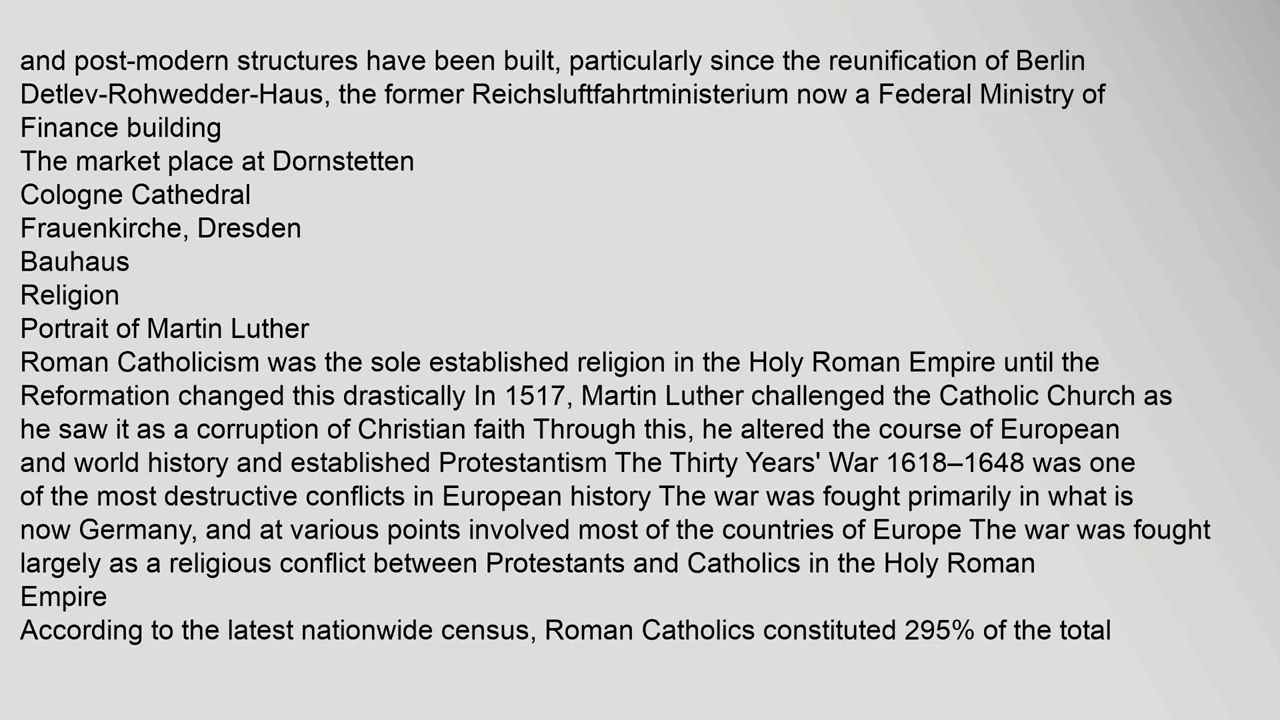 and post-modern structures have been built, particularly since the reunification of Berlin
Detlev-Rohwedder-Haus, the former Reichsluftfahrtministerium now a Federal Ministry of
Finance building
The market place at Dornstetten
Cologne Cathedral
Frauenkirche, Dresden
Bauhaus
Religion
Portrait of Martin Luther
Roman Catholicism was the sole established religion in the Holy Roman Empire until the
Reformation changed this drastically In 1517, Martin Luther challenged the Catholic Church as
he saw it as a corruption of Christian faith Through this, he altered the course of European
and world history and established Protestantism The Thirty Years' War 1618–1648 was one
of the most destructive conflicts in European history The war was fought primarily in what is
now Germany, and at various points involved most of the countries of Europe The war was fought
largely as a religious conflict between Protestants and Catholics in the Holy Roman
Empire
According to the latest nationwide census, Roman Catholics constituted 295% of the total